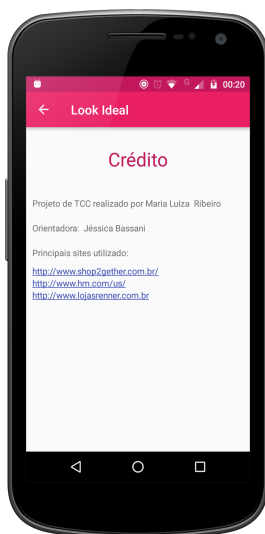 G 00:20
Look Ideal
Crédito
Projeto de TCC realizado por Maria Luiza Ribeiro
Orientadora: Jéssica Bassani
Principais sites utilizado:
http://www.shop2gether.com.br/
http://www.hm.com/us/
http://www.lojasrenner.com.br